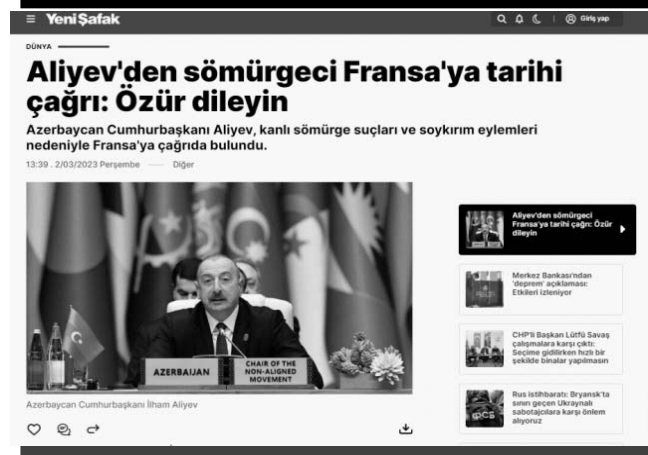 Yeni Şafak
Giriş yap
DÜNYA
Aliyev'den sömürgeci Fransa'ya tarihi
çağrı: Özür dileyin
Azerbaycan Cumhurbaşkanı Aliyev, kanlı sömürge suçları ve soykırım eylemleri
nedeniyle Fransa'ya çağrıda bulundu.
13:39 . 2/03/2023 Perşembe
Diğer
AZERBAIJAN
CHAIR OF THE
NON-ALIGNED
MOVEMENT
Azerbaycan Cumhurbaşkanı İlham Aliyev
Aliyev'den sömürgeci
Fransa'ya tarihi çağrı: Özür
dileyin
Merkez Bankası'ndan
'deprem' açıklaması:
Etkileri izleniyor
CHP'li Başkan Lütfü Savaş
çalışmalara karşı çıktı:
Seçime gidilirken hızlı bir
şekilde binalar yapılmasın
Rus istihbaratı: Bryansk'ta
sınırı geçen Ukraynalı
sabotajcılara karşı önlem
alıyoruz